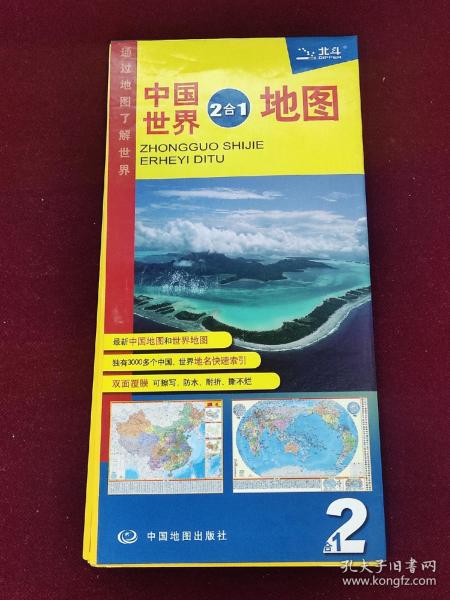 通过地图了解世界
北斗
DIPPER
中国
世界
2合1
地图
ZHONGGUO SHIJIE
ERHEYI DITU
最新中国地图和世界地图
独有3000多个中国、世界地名快速索引
双面覆膜 可擦写、防水、耐折、撕不烂
中国地图出版社
2合1
孔夫子旧书网
www.kongfz.com